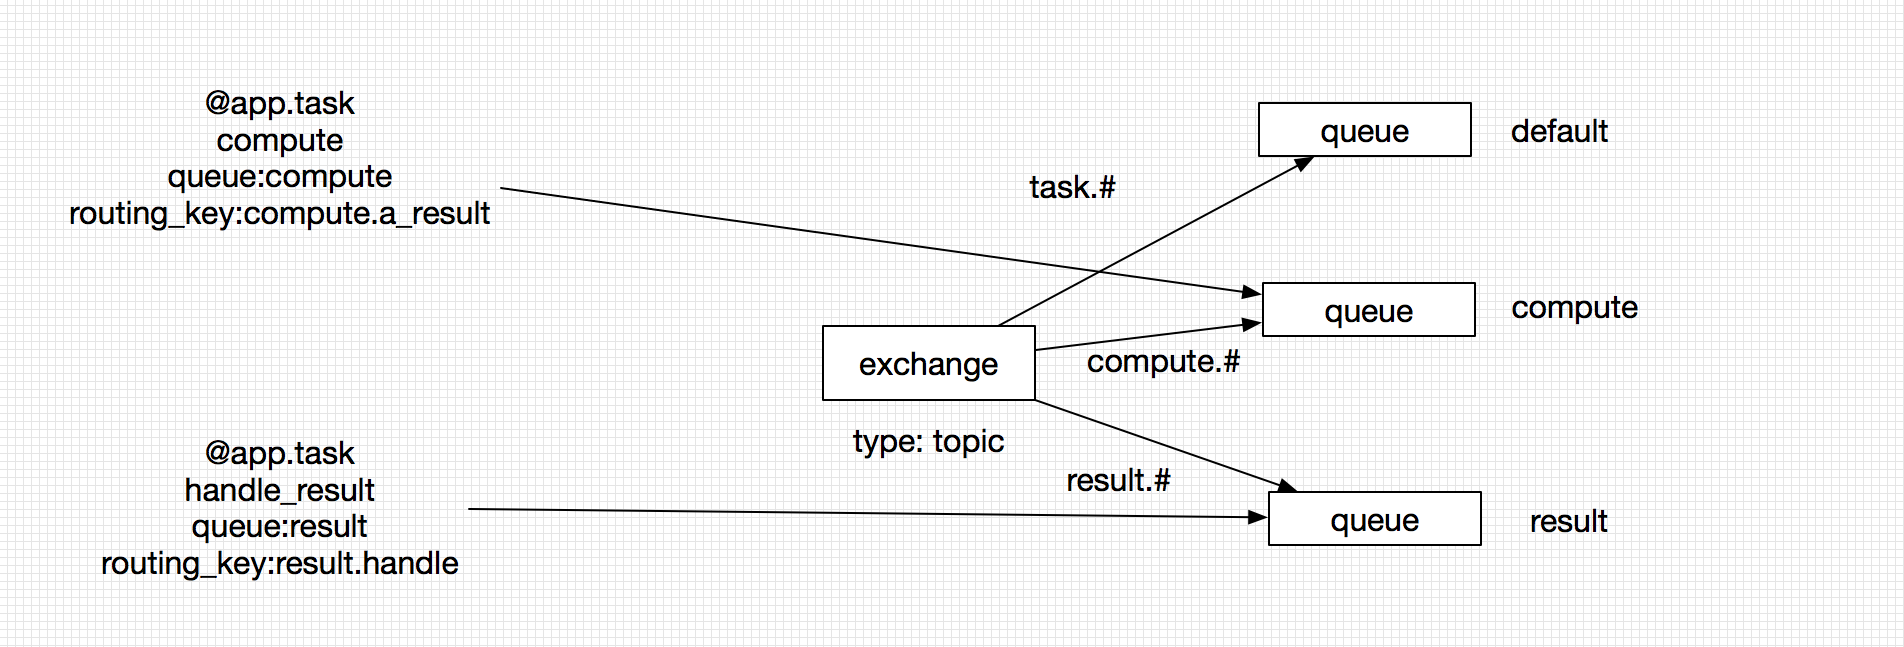 @app.task
compute
queue:compute
routing_key:compute.a_result
@app.task
handle_result
queue:result
routing_key:result.handle
exchange
type: topic
task.#
compute.#
result.#
queue
default
queue
compute
queue
result